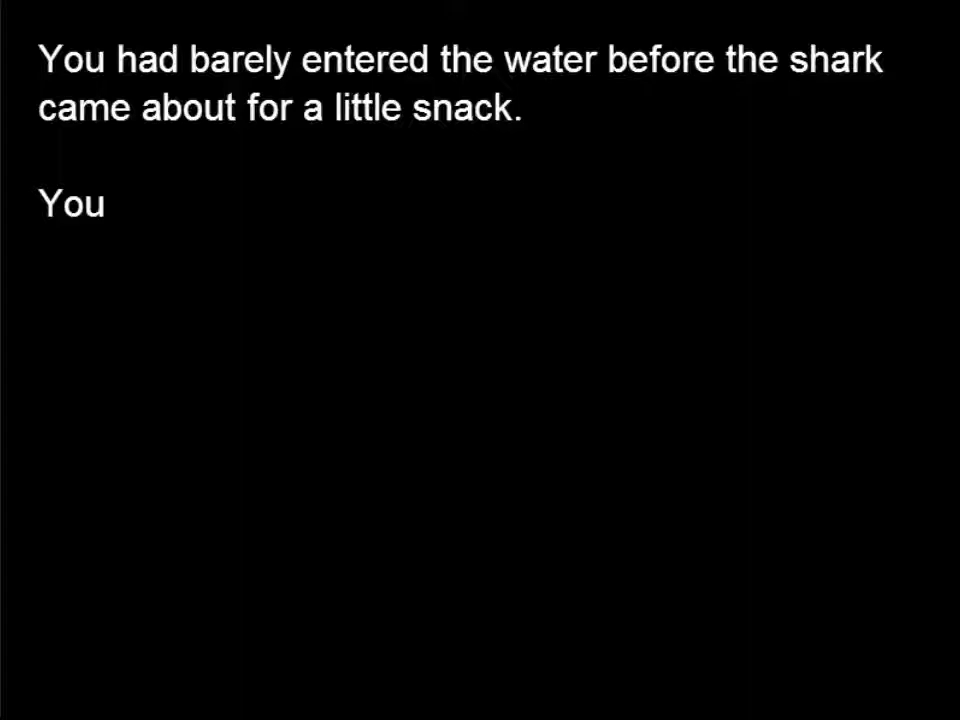 You had barely entered the water before the shark
came about for a little snack.
You